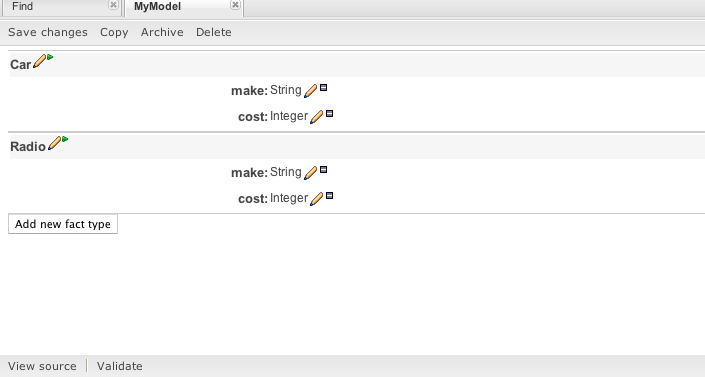 Find MyModel
Save changes Copy Archive Delete
Car
make: String
cost: Integer
Radio
make: String
cost: Integer
Add new fact type
View source Validate